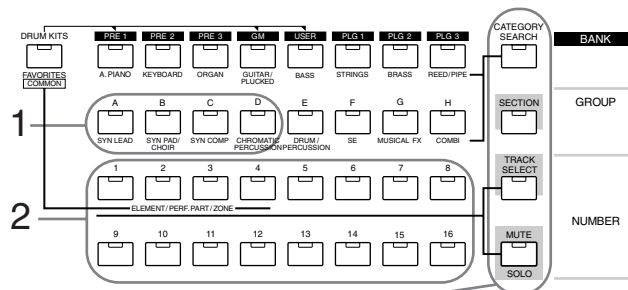 DRUM KITS PRE 1 PRE 2 PRE 3 GM USER PLG 1 PLG 2 PLG 3 CATEGORY SEARCH BANK
FAVORITES A. PIANO KEYBOARD ORGAN GUITAR/ PLUCKED BASS STRINGS BRASS REED/PIPE
COMMON
A B C D E F G H SECTION GROUP
1
SYN LEAD SYN PAD/ CHOIR SYN COMP CHROMATIC PERCUSSION DRUM / PERCUSSION SE MUSICAL FX COMBI
1 2 3 4 5 6 7 8 TRACK SELECT
2
ELEMENT/PERF. PART/ZONE
NUMBER
9 10 11 12 13 14 15 16 MUTE
SOLO